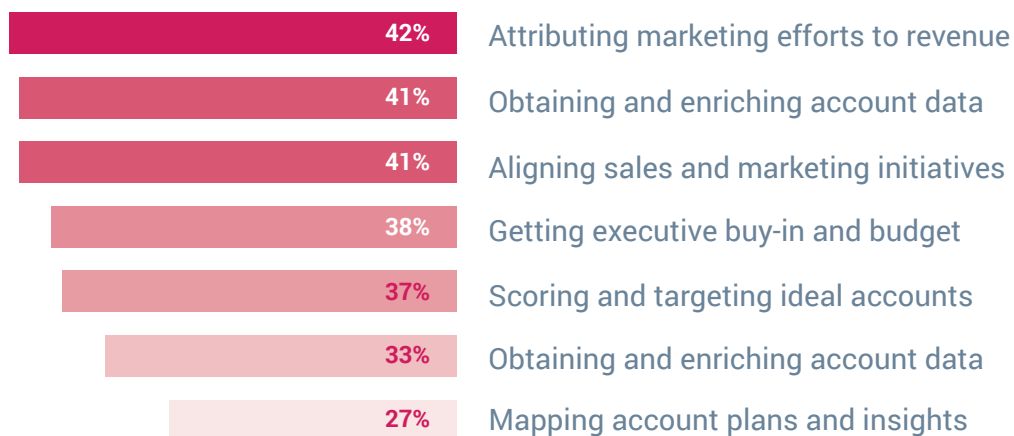 42% Attributing marketing efforts to revenue
41% Obtaining and enriching account data
41% Aligning sales and marketing initiatives
38% Getting executive buy-in and budget
37% Scoring and targeting ideal accounts
33% Obtaining and enriching account data
27% Mapping account plans and insights